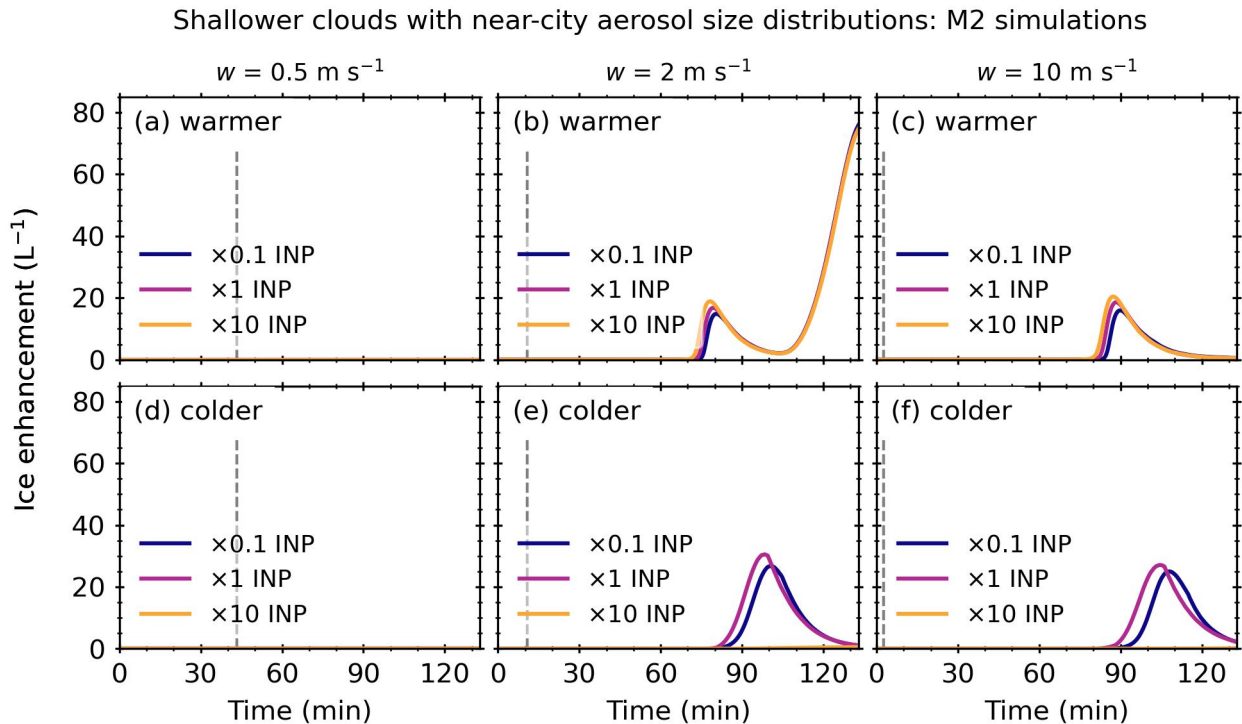 Shallower clouds with near-city aerosol size distributions: M2 simulations
w = 0.5 m s⁻¹
w = 2 m s⁻¹
w = 10 m s⁻¹
Ice enhancement (L⁻¹)
80
60
40
20
0
(a) warmer
×0.1 INP
×1 INP
×10 INP
(b) warmer
×0.1 INP
×1 INP
×10 INP
(c) warmer
×0.1 INP
×1 INP
×10 INP
80
60
40
20
0
(d) colder
×0.1 INP
×1 INP
×10 INP
(e) colder
×0.1 INP
×1 INP
×10 INP
(f) colder
×0.1 INP
×1 INP
×10 INP
0 30 60 90 120
0 30 60 90 120
0 30 60 90 120
Time (min)
Time (min)
Time (min)